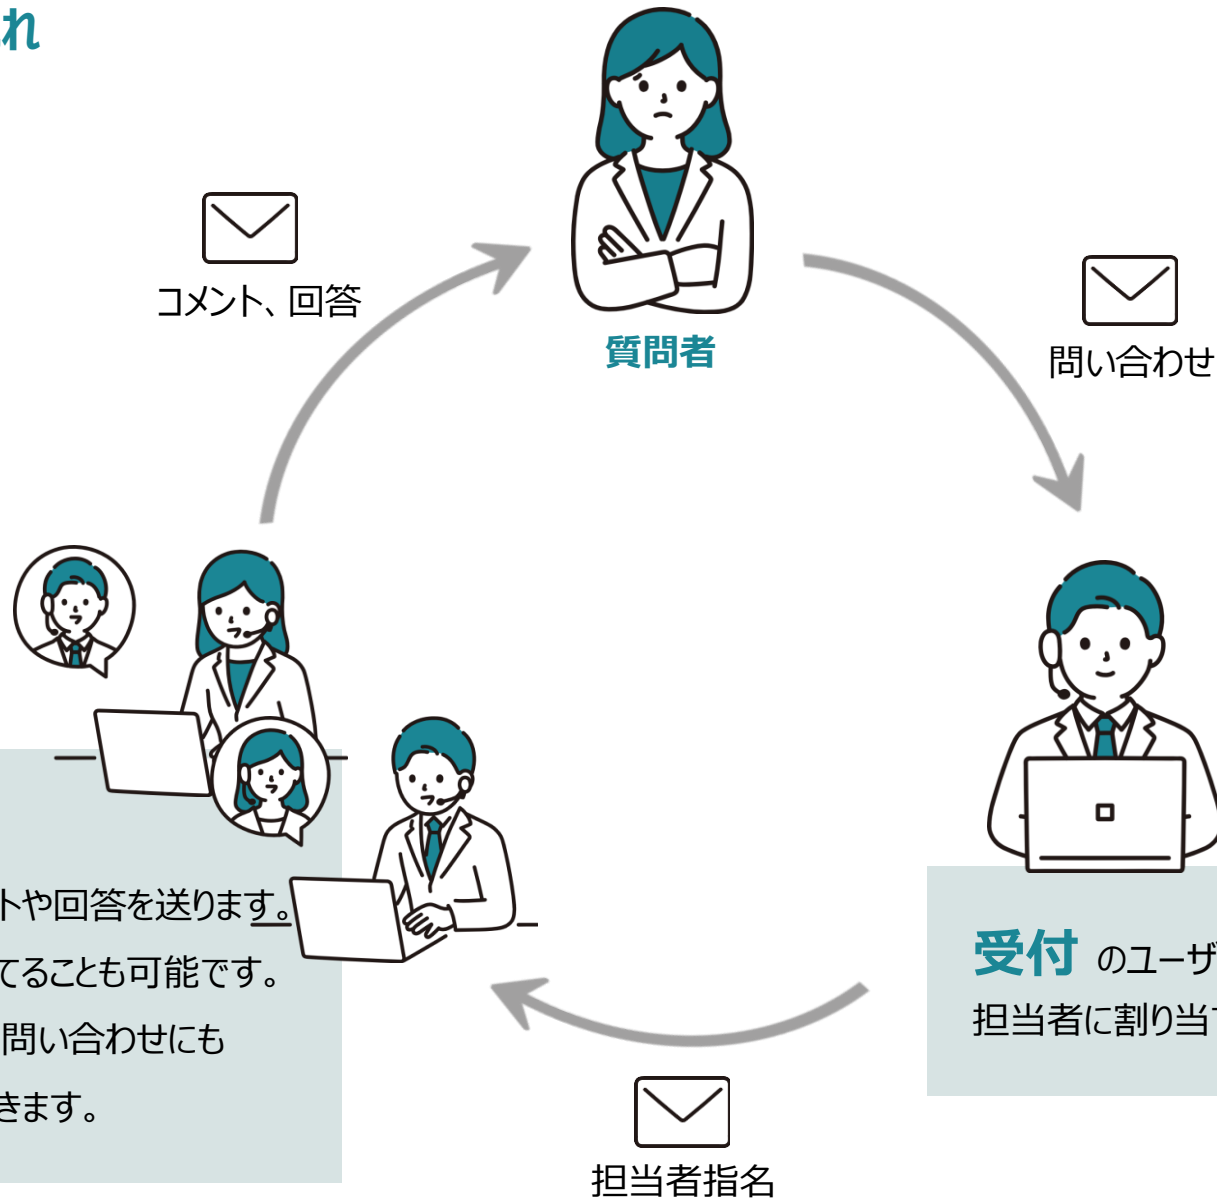 れ
コメント、回答
質問者
問い合わせ
トや回答を送ります。
てることも可能です。
問い合わせにも
きます。
受付 のユーザ
担当者に割り当て
担当者指名